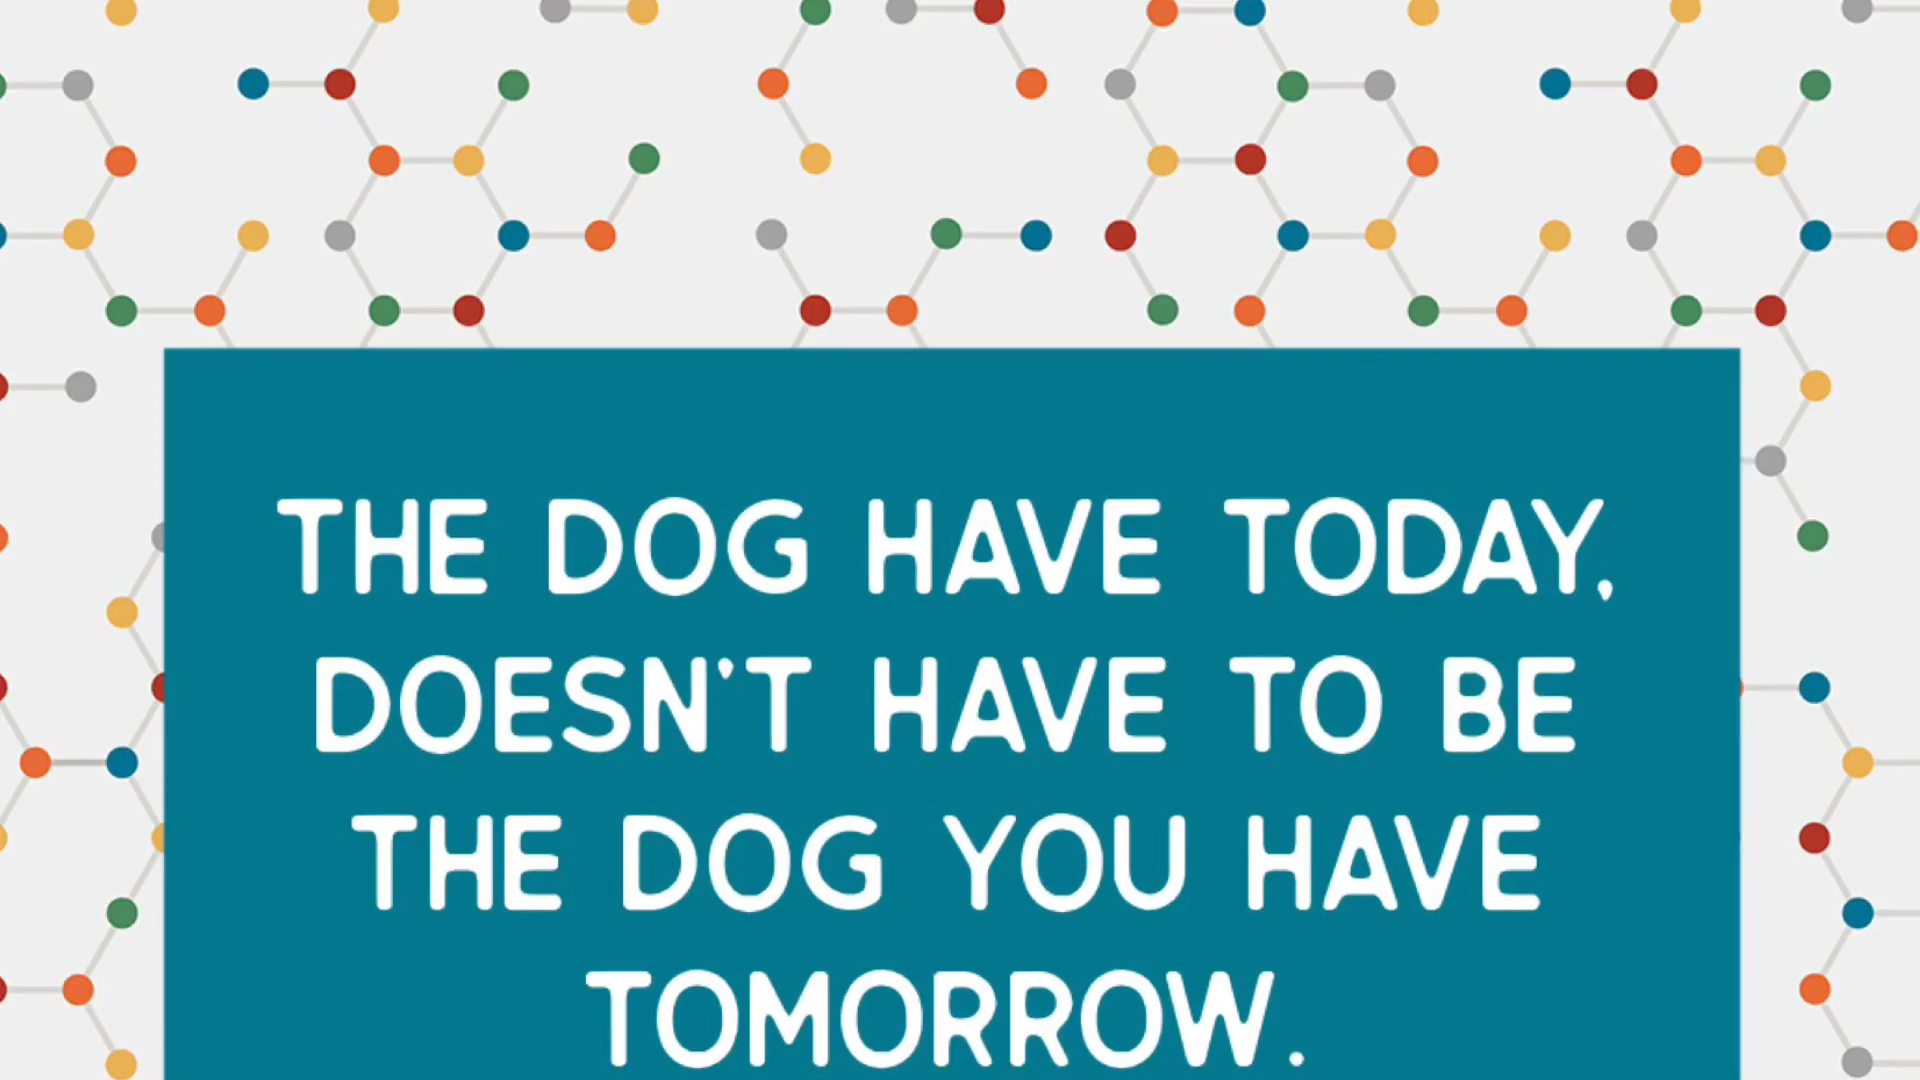 THE DOG HAVE TODAY,
DOESN'T HAVE TO BE
THE DOG YOU HAVE
TOMORROW.